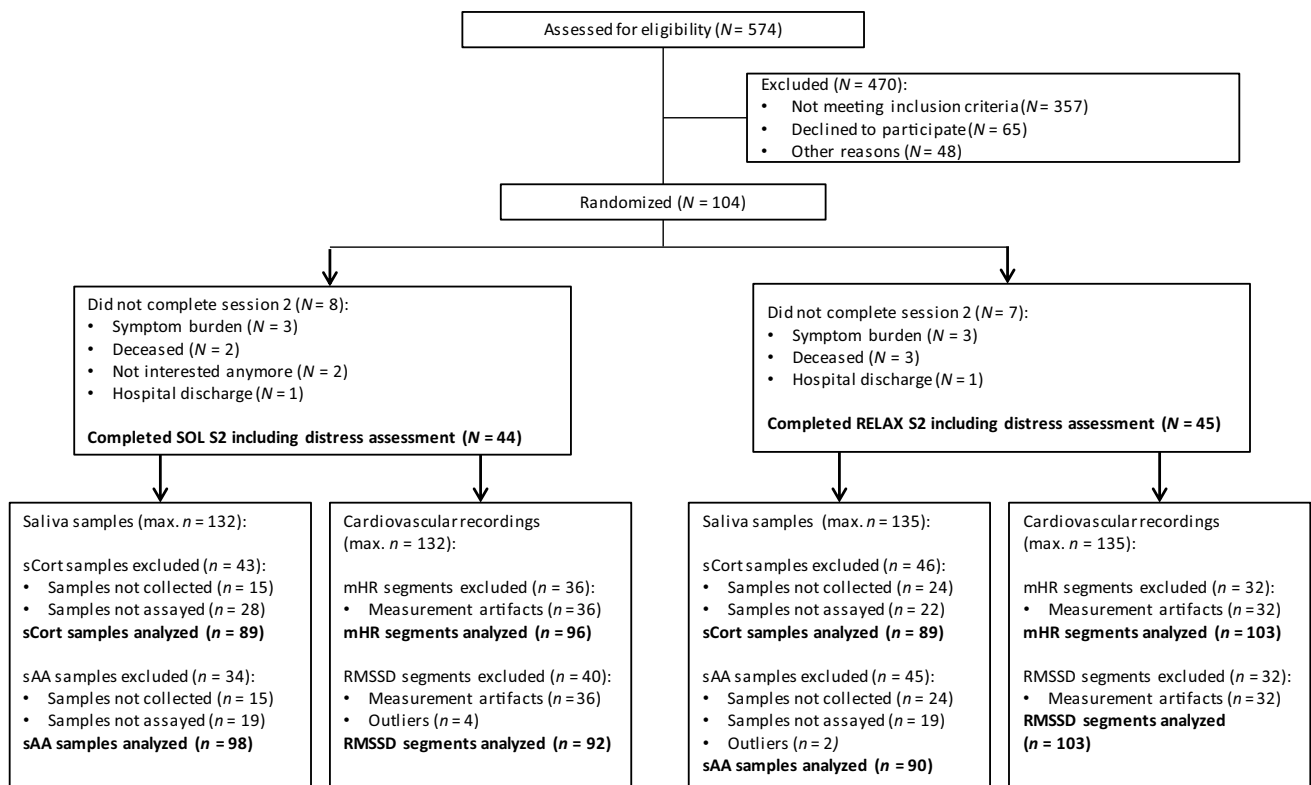 Assessed for eligibility (N = 574)
Excluded (N = 470):
• Not meeting inclusion criteria (N = 357)
• Declined to participate (N = 65)
• Other reasons (N = 48)
Randomized (N = 104)
Did not complete session 2 (N = 8):
• Symptom burden (N = 3)
• Deceased (N = 2)
• Not interested anymore (N = 2)
• Hospital discharge (N = 1)
Completed SOL S2 including distress assessment (N = 44)
Did not complete session 2 (N = 7):
• Symptom burden (N = 3)
• Deceased (N = 3)
• Hospital discharge (N = 1)
Completed RELAX S2 including distress assessment (N = 45)
Saliva samples (max. n = 132):
sCort samples excluded (n = 43):
• Samples not collected (n = 15)
• Samples not assayed (n = 28)
sCort samples analyzed (n = 89)
sAA samples excluded (n = 34):
• Samples not collected (n = 15)
• Samples not assayed (n = 19)
sAA samples analyzed (n = 98)
Cardiovascular recordings
(max. n = 132):
mHR segments excluded (n = 36):
• Measurement artifacts (n = 36)
mHR segments analyzed (n = 96)
RMSSD segments excluded (n = 40):
• Measurement artifacts (n = 36)
• Outliers (n = 4)
RMSSD segments analyzed (n = 92)
Saliva samples (max. n = 135):
sCort samples excluded (n = 46):
• Samples not collected (n = 24)
• Samples not assayed (n = 22)
sCort samples analyzed (n = 89)
sAA samples excluded (n = 45):
• Samples not collected (n = 24)
• Samples not assayed (n = 19)
• Outliers (n = 2)
sAA samples analyzed (n = 90)
Cardiovascular recordings
(max. n = 135):
mHR segments excluded (n = 32):
• Measurement artifacts (n = 32)
mHR segments analyzed (n = 103)
RMSSD segments excluded (n = 32):
• Measurement artifacts (n = 32)
RMSSD segments analyzed
(n = 103)